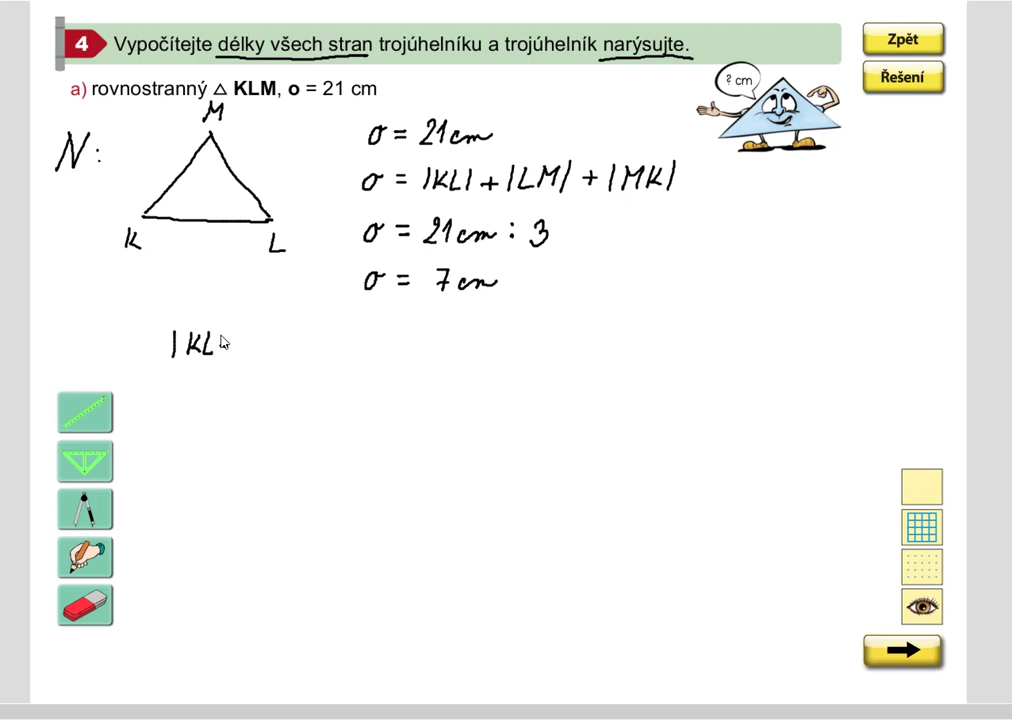 4 Vypočítejte délky všech stran trojúhelníku a trojúhelník narýsujte.
Zpět
Řešení
? cm
a) rovnostranný △ KLM, o = 21 cm
M
N:
K
L
o = 21 cm
o = |KL| + |LM| + |MK|
o = 21 cm : 3
o = 7 cm
|KL